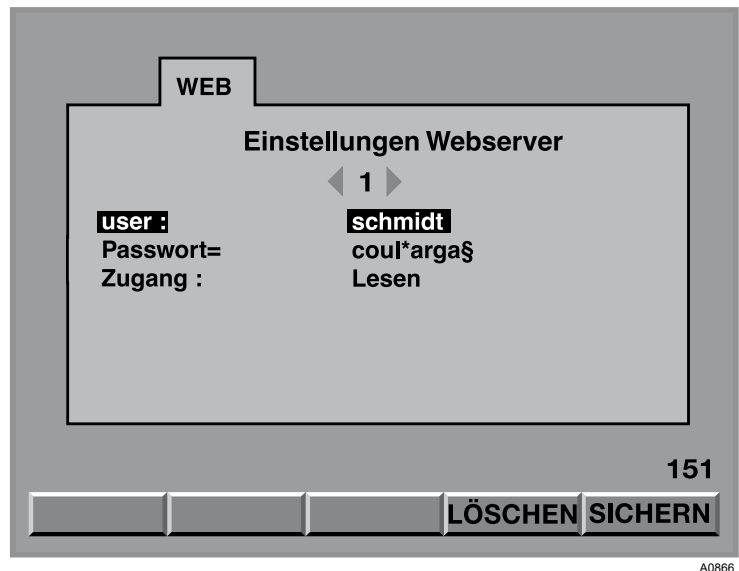 WEB
Einstellungen Webserver
1
user : schmidt
Passwort= coul*arga§
Zugang : Lesen
151
LÖSCHEN SICHERN
A0866